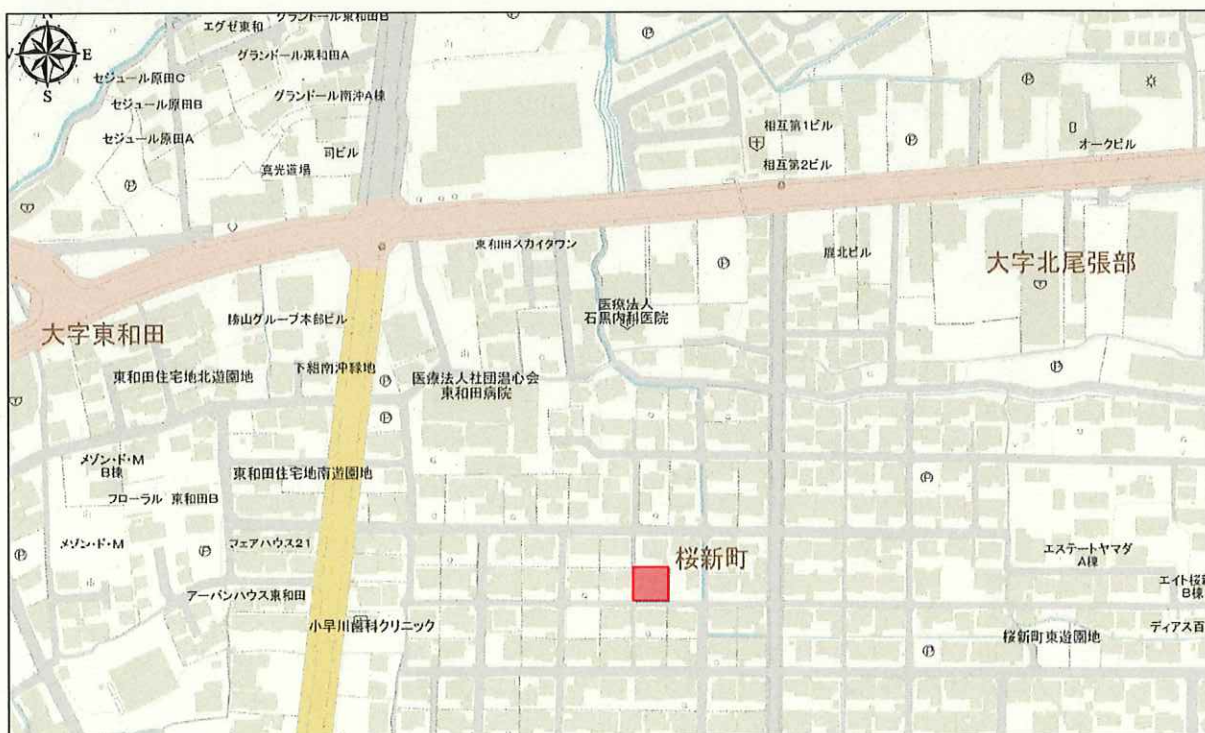 グランドール東和田B
エグゼ東和
N
E
S
グランドール東和田A
セジュール原田C
セジュール原田B
グランドール南沖A棟
セジュール原田A
司ビル
真光道場
相互第1ビル
相互第2ビル
オークビル
東和田スカイタウン
鹿北ビル
大字北尾張部
医療法人
石黒内科医院
勝山グループ本部ビル
大字東和田
下組南沖緑地
東和田住宅地北遊園地
医療法人社団温心会
東和田病院
メゾン・ド・M
B棟
東和田住宅地南遊園地
フローラル 東和田B
メゾン・ド・M
フェアハウス21
桜新町
エステートヤマダ
A棟
アーバンハウス東和田
B棟
小早川歯科クリニック
桜新町東遊園地
ディアス百